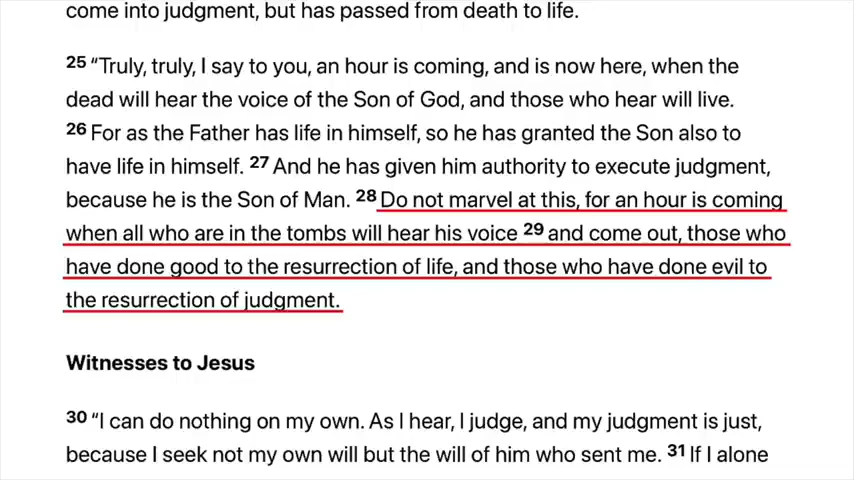 come into judgment, but has passed from death to life.
25 “Truly, truly, I say to you, an hour is coming, and is now here, when the
dead will hear the voice of the Son of God, and those who hear will live.
26 For as the Father has life in himself, so he has granted the Son also to
have life in himself. 27 And he has given him authority to execute judgment,
because he is the Son of Man. 28 Do not marvel at this, for an hour is coming
when all who are in the tombs will hear his voice 29 and come out, those who
have done good to the resurrection of life, and those who have done evil to
the resurrection of judgment.
Witnesses to Jesus
30 “I can do nothing on my own. As I hear, I judge, and my judgment is just,
because I seek not my own will but the will of him who sent me. 31 If I alone